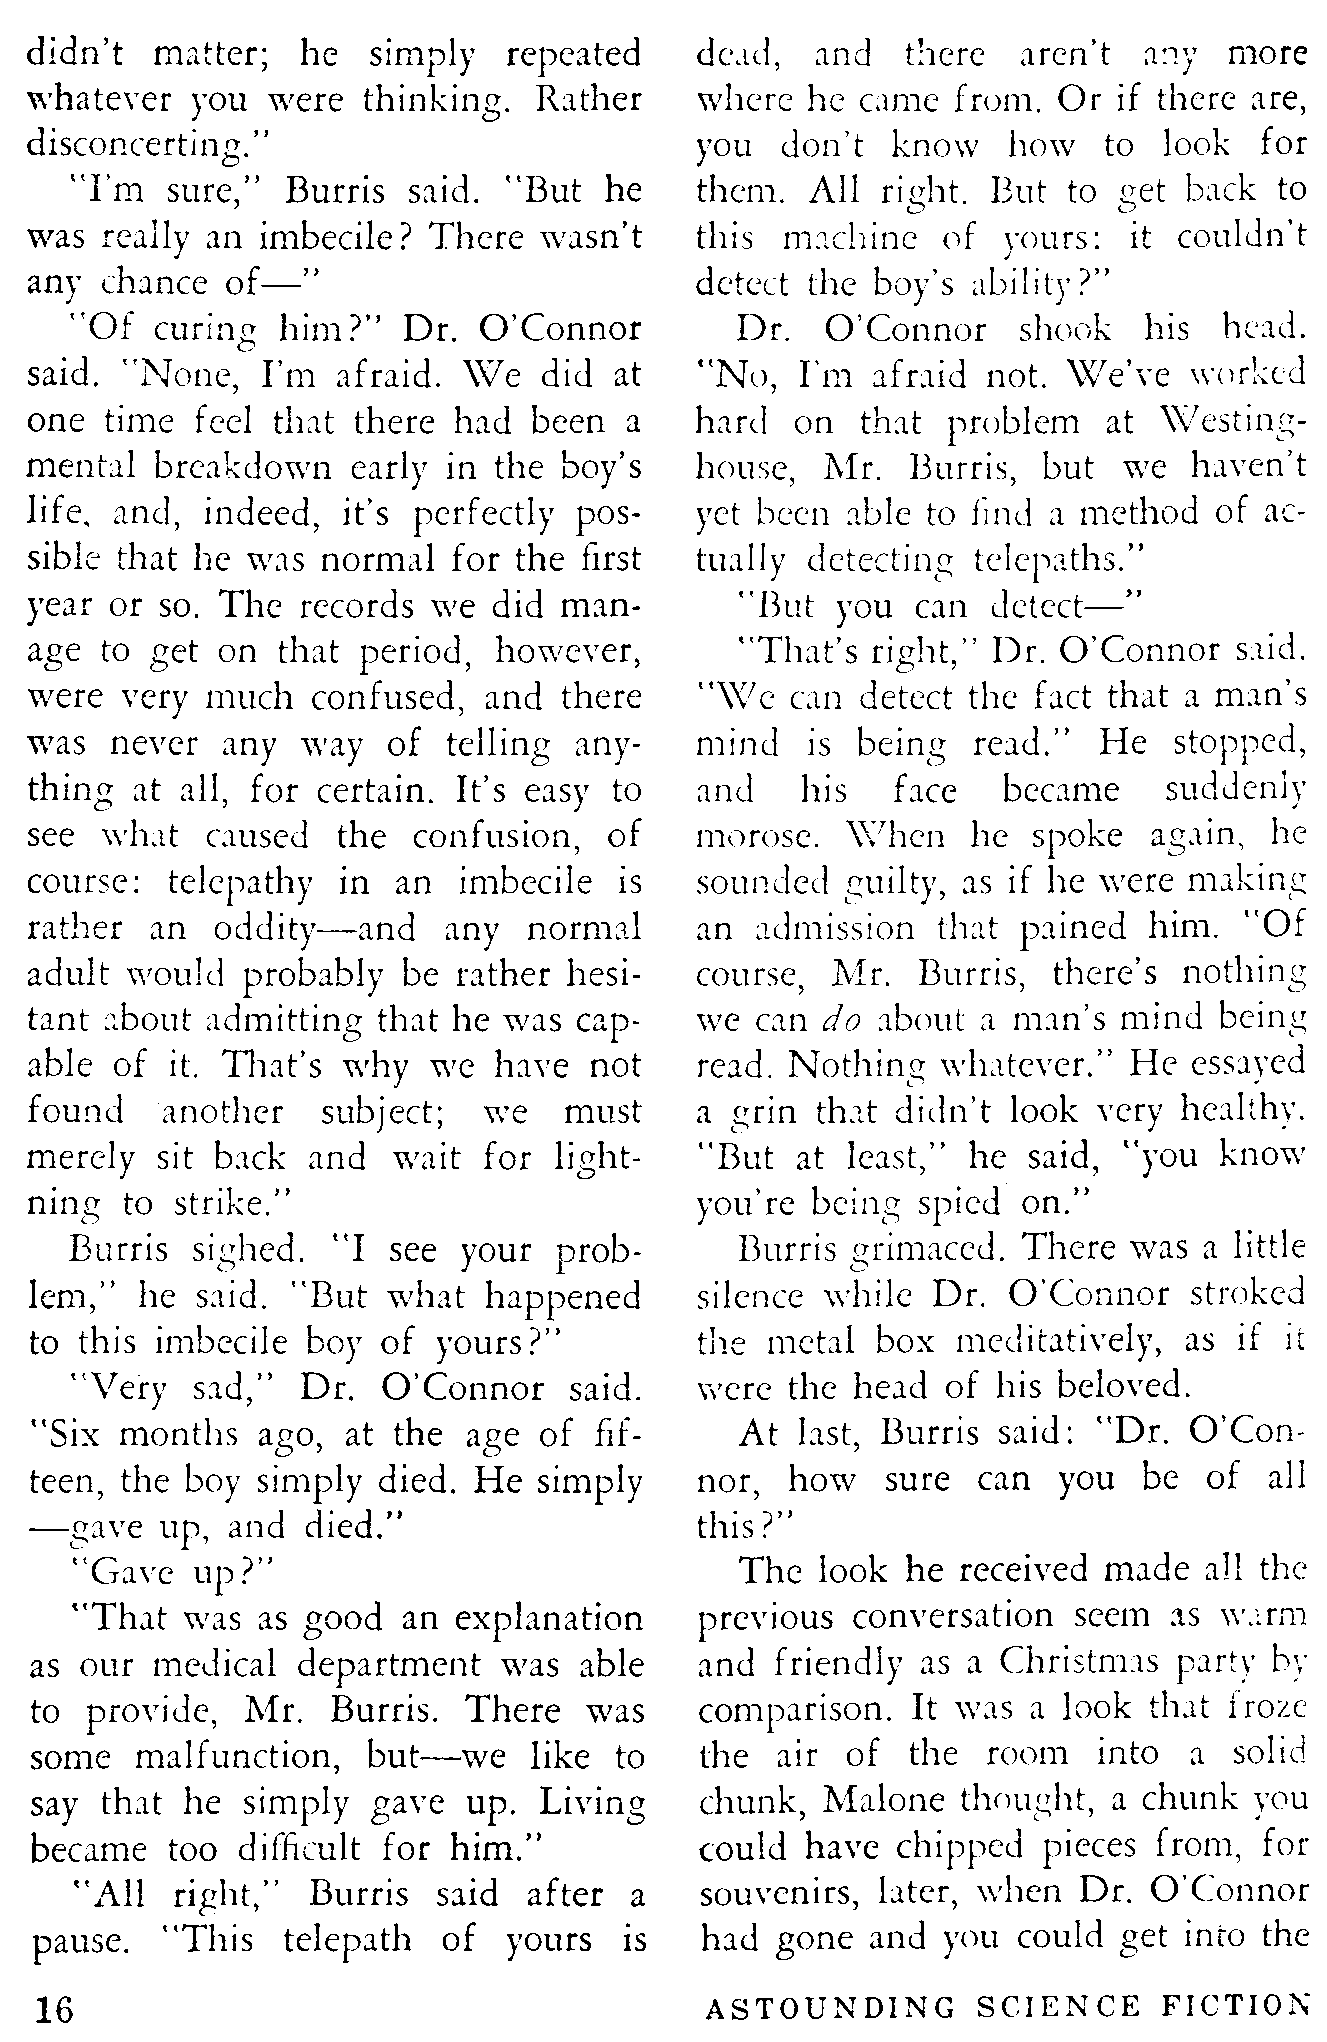 didn't matter; he simply repeated
whatever you were thinking. Rather
disconcerting."
"I'm sure," Burris said. "But he
was really an imbecile? There wasn't
any chance of—"
"Of curing him?" Dr. O'Connor
said. "None, I'm afraid. We did at
one time feel that there had been a
mental breakdown early in the boy's
life, and, indeed, it's perfectly pos-
sible that he was normal for the first
year or so. The records we did man-
age to get on that period, however,
were very much confused, and there
was never any way of telling any-
thing at all, for certain. It's easy to
see what caused the confusion, of
course: telepathy in an imbecile is
rather an oddity—and any normal
adult would probably be rather hesi-
tant about admitting that he was cap-
able of it. That's why we have not
found another subject; we must
merely sit back and wait for light-
ning to strike."
Burris sighed. "I see your prob-
lem," he said. "But what happened
to this imbecile boy of yours?"
"Very sad," Dr. O'Connor said.
"Six months ago, at the age of fif-
teen, the boy simply died. He simply
—gave up, and died."
"Gave up?"
"That was as good an explanation
as our medical department was able
to provide, Mr. Burris. There was
some malfunction, but—we like to
say that he simply gave up. Living
became too difficult for him."
"All right," Burris said after a
pause. "This telepath of yours is
dead, and there aren't any more
where he came from. Or if there are,
you don't know how to look for
them. All right. But to get back to
this machine of yours: it couldn't
detect the boy's ability?"
Dr. O'Connor shook his head.
"No, I'm afraid not. We've worked
hard on that problem at Westing-
house, Mr. Burris, but we haven't
yet been able to find a method of ac-
tually detecting telepaths."
"But you can detect—"
"That's right," Dr. O'Connor said.
"We can detect the fact that a man's
mind is being read." He stopped,
and his face became suddenly
morose. When he spoke again, he
sounded guilty, as if he were making
an admission that pained him. "Of
course, Mr. Burris, there's nothing
we can do about a man's mind being
read. Nothing whatever." He essayed
a grin that didn't look very healthy.
"But at least," he said, "you know
you're being spied on."
Burris grimaced. There was a little
silence while Dr. O'Connor stroked
the metal box meditatively, as if it
were the head of his beloved.
At last, Burris said: "Dr. O'Con-
nor, how sure can you be of all
this?"
The look he received made all the
previous conversation seem as warm
and friendly as a Christmas party by
comparison. It was a look that froze
the air of the room into a solid
chunk, Malone thought, a chunk you
could have chipped pieces from, for
souvenirs, later, when Dr. O'Connor
had gone and you could get into the
16
ASTOUNDING SCIENCE FICTION